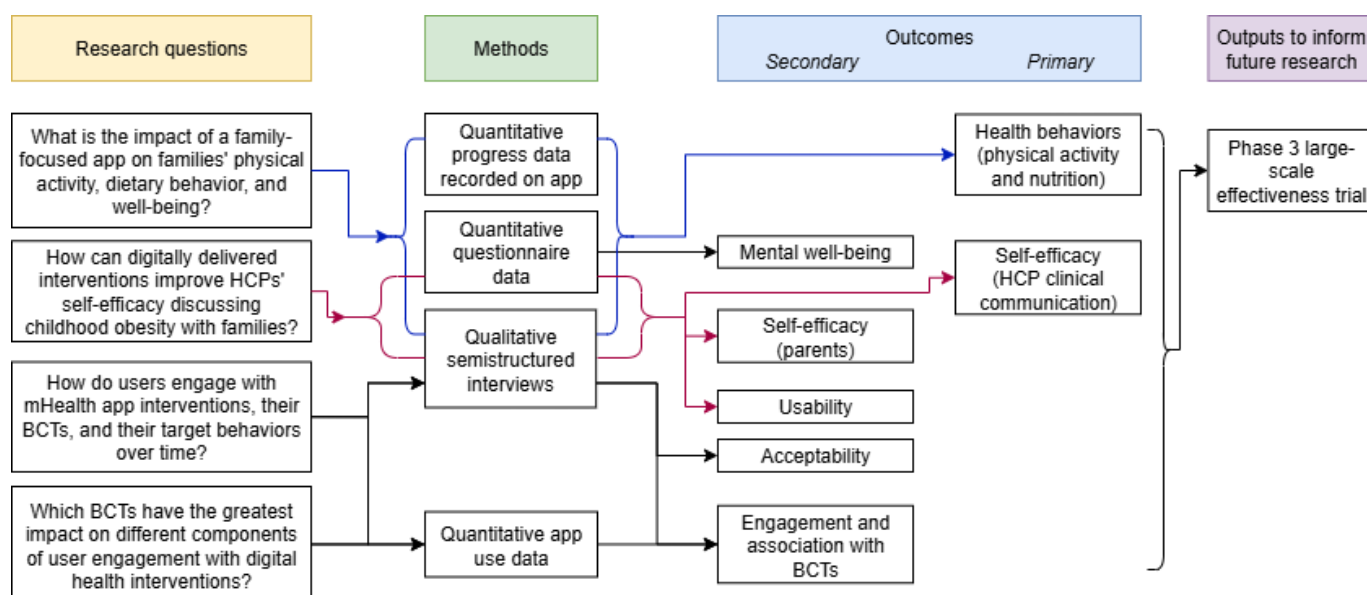 Research questions
Methods
Outcomes
Secondary
Primary
Outputs to inform
future research
What is the impact of a family-
focused app on families' physical
activity, dietary behavior, and
well-being?
Quantitative
progress data
recorded on app
Health behaviors
(physical activity
and nutrition)
Phase 3 large-
scale
effectiveness trial
How can digitally delivered
interventions improve HCPs'
self-efficacy discussing
childhood obesity with families?
Quantitative
questionnaire
data
Mental well-being
Self-efficacy
(HCP clinical
communication)
Qualitative
semistructured
interviews
Self-efficacy
(parents)
How do users engage with
mHealth app interventions, their
BCTs, and their target behaviors
over time?
Usability
Acceptability
Which BCTs have the greatest
impact on different components
of user engagement with digital
health interventions?
Quantitative app
use data
Engagement and
association with
BCTs